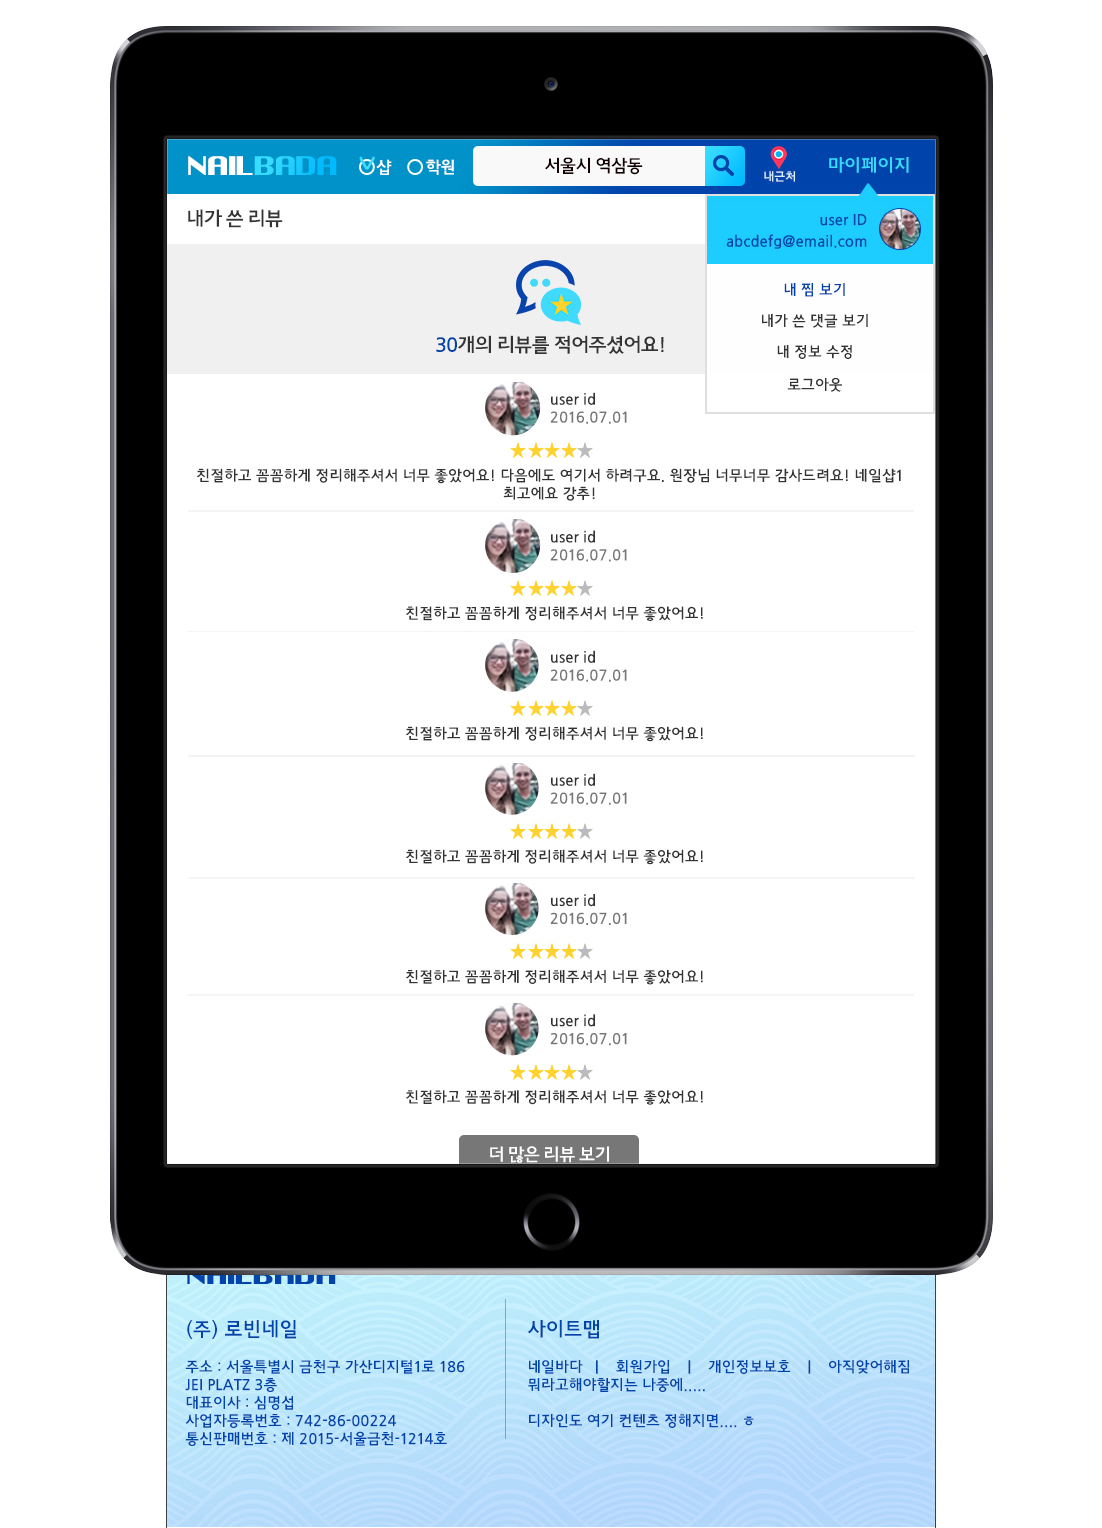 NAILBADA
샵
학원
서울시 역삼동
내근처
마이페이지
내가 쓴 리뷰
user ID
abcdefg@email.com
내 찜 보기
내가 쓴 댓글 보기
내 정보 수정
로그아웃
30개의 리뷰를 적어주셨어요!
user id
2016.07.01
친절하고 꼼꼼하게 정리해주셔서 너무 좋았어요! 다음에도 여기서 하려구요. 원장님 너무너무 감사드려요! 네일샵1
최고에요 강추!
user id
2016.07.01
친절하고 꼼꼼하게 정리해주셔서 너무 좋았어요!
user id
2016.07.01
친절하고 꼼꼼하게 정리해주셔서 너무 좋았어요!
user id
2016.07.01
친절하고 꼼꼼하게 정리해주셔서 너무 좋았어요!
user id
2016.07.01
친절하고 꼼꼼하게 정리해주셔서 너무 좋았어요!
user id
2016.07.01
친절하고 꼼꼼하게 정리해주셔서 너무 좋았어요!
더 많은 리뷰 보기
NAILBADA
(주) 로빈네일
주소 : 서울특별시 금천구 가산디지털1로 186
JEI PLATZ 3층
대표이사 : 심명섭
사업자등록번호 : 742-86-00224
통신판매번호 : 제 2015-서울금천-1214호
사이트맵
네일바다 | 회원가입 | 개인정보보호 | 아직앚어해짐
뭐라고해야할지는 나중에.....
디자인도 여기 컨텐츠 정해지면.... ㅎ